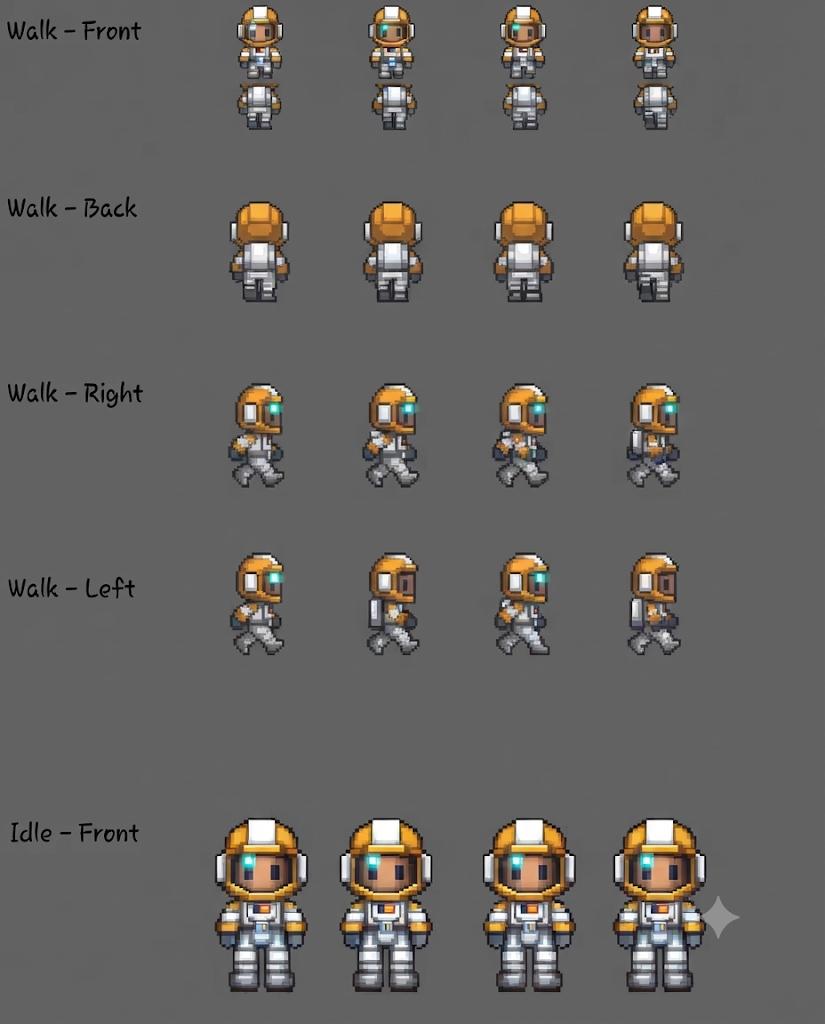 Walk - Front
Walk - Back
Walk - Right
Walk - Left
Idle - Front